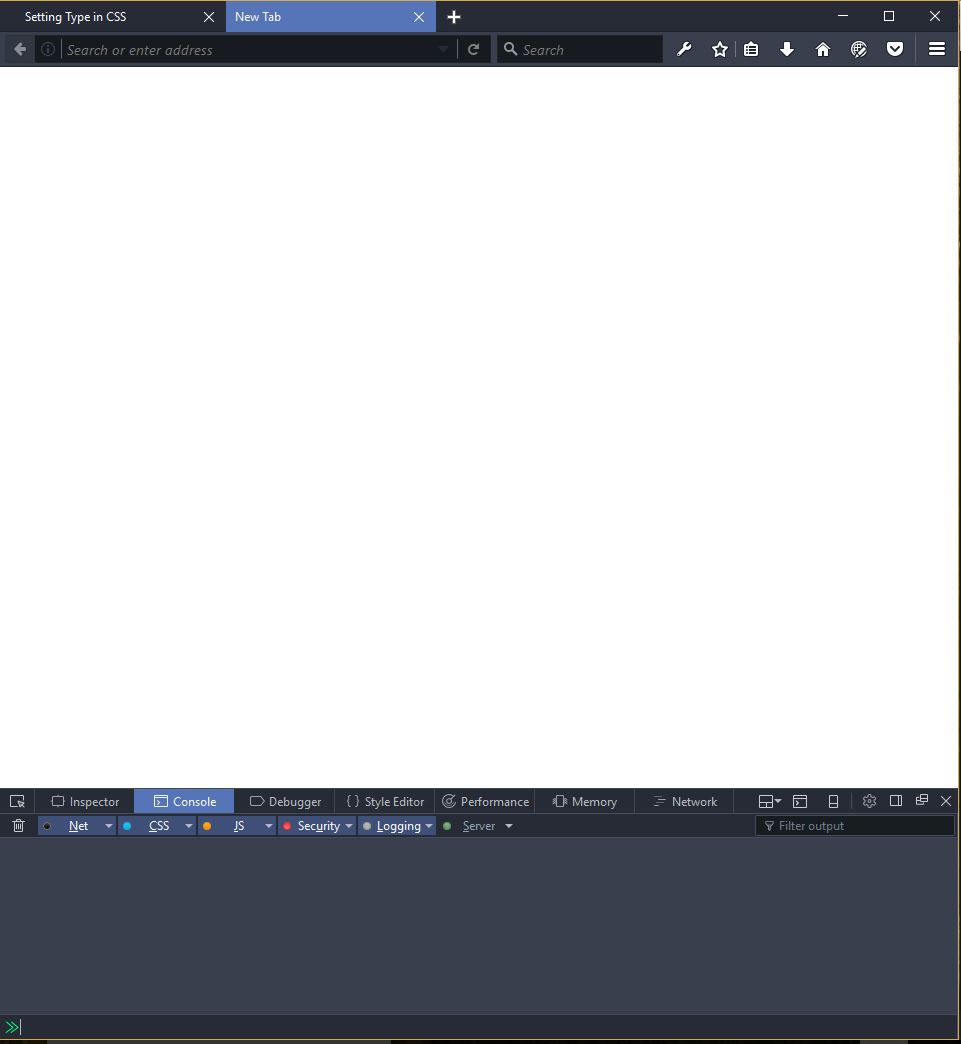 Setting Type in CSS
New Tab
Search or enter address
Search
Inspector
Console
Debugger
{ } Style Editor
Performance
Memory
Network
Net
CSS
JS
Security
Logging
Server
Filter output